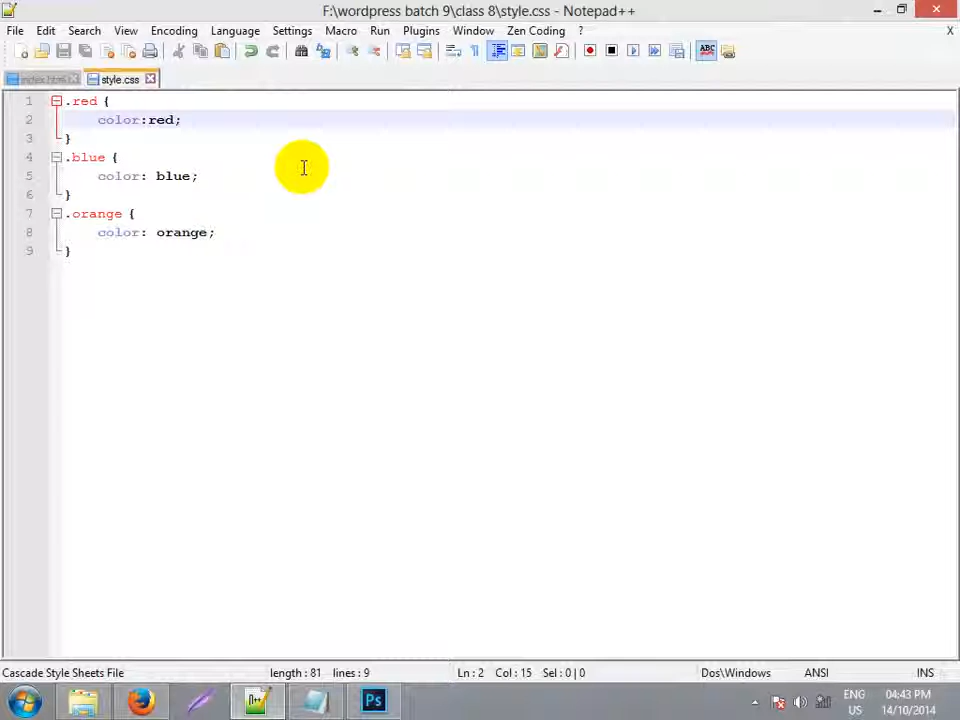 F:\wordpress batch 9\class 8\style.css - Notepad++
File Edit Search View Encoding Language Settings Macro Run Plugins Window Zen Coding ? X
index.html style.css
1 .red {
2 color:red;
3 }
4 .blue {
5 color: blue;
6 }
7 .orange {
8 color: orange;
9 }
Cascade Style Sheets File length : 81 lines : 9 Ln : 2 Col : 15 Sel : 0 | 0 Dos\Windows ANSI INS
ENG 04:43 PM
US 14/10/2014